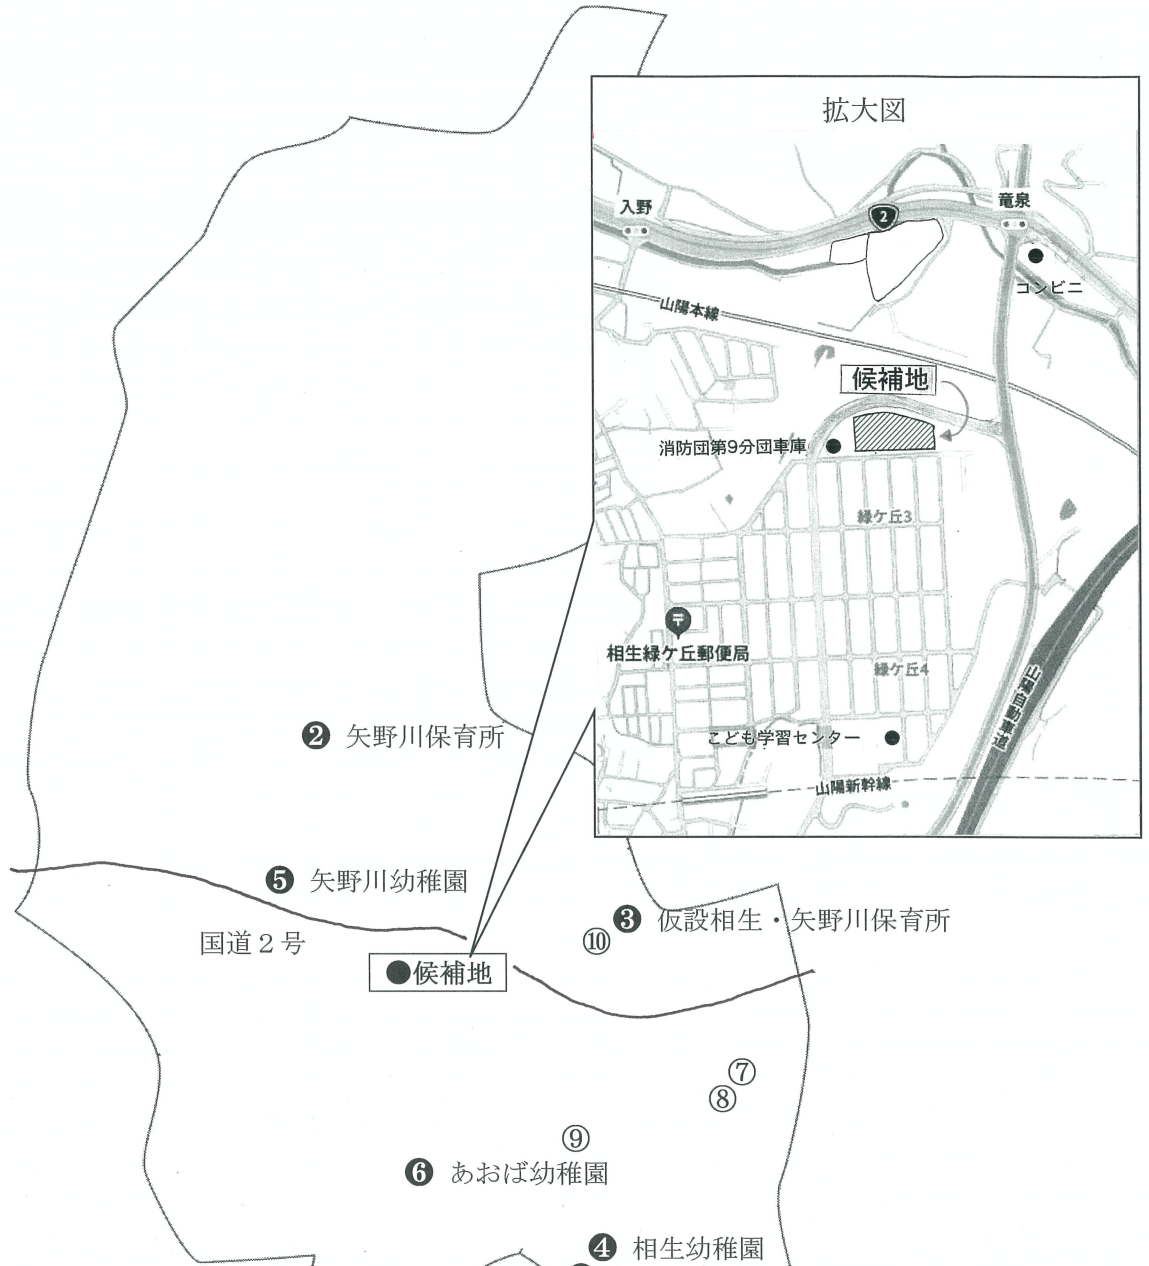 拡大図
入野
2
竜泉
コンビニ
山陽本線
候補地
消防団第9分団車庫
緑ケ丘3
〒
相生緑ケ丘郵便局
緑ケ丘4
山陽自動車道
こども学習センター
山陽新幹線
❷ 矢野川保育所
❺ 矢野川幼稚園
❸ 仮設相生・矢野川保育所
⑩
国道２号
●候補地
⑦
⑧
⑨
❻ あおば幼稚園
❹ 相生幼稚園